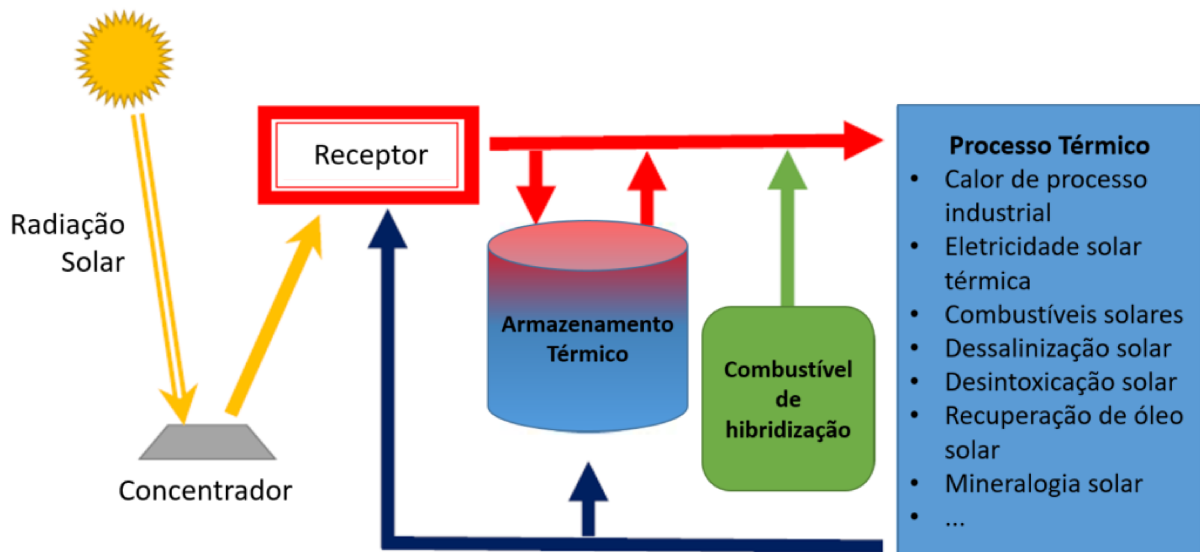 Radiação
Solar
Concentrador
Receptor
Armazenamento
Térmico
Combustível
de
hibridização
Processo Térmico
• Calor de processo
industrial
• Eletricidade solar
térmica
• Combustíveis solares
• Dessalinização solar
• Desintoxicação solar
• Recuperação de óleo
solar
• Mineralogia solar
• ...